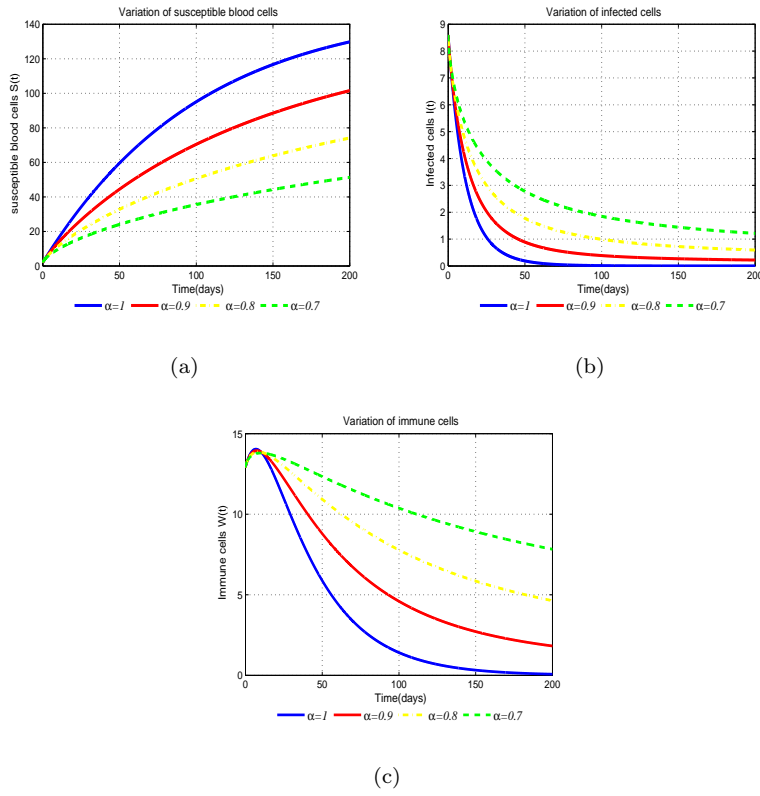 Variation of susceptible blood cells
susceptible blood cells S(t)
140
120
100
80
60
40
20
0
0 50 100 150 200
Time(days)
α=1 α=0.9 α=0.8 α=0.7
(a)
Variation of infected cells
Infected cells I(t)
9
8
7
6
5
4
3
2
1
0
0 50 100 150 200
Time(days)
α=1 α=0.9 α=0.8 α=0.7
(b)
Variation of immune cells
Immune cells W(t)
15
10
5
0
0 50 100 150 200
Time(days)
α=1 α=0.9 α=0.8 α=0.7
(c)